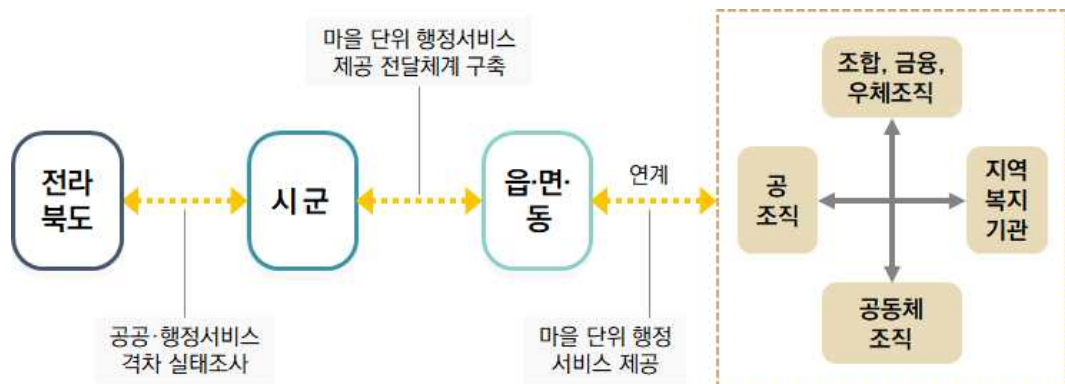 마을 단위 행정서비스
제공 전달체계 구축
전라
북도
시 군
읍·면·
동
연계
공공·행정서비스
격차 실태조사
마을 단위 행정
서비스 제공
조합, 금융,
우체조직
공
조직
지역
복지
기관
공동체
조직